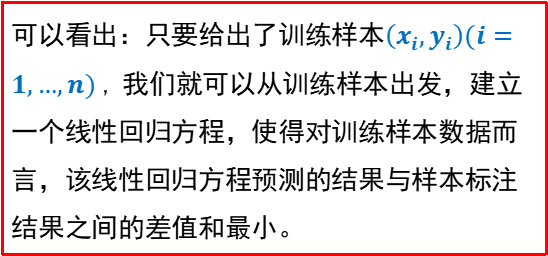 可以看出：只要给出了训练样本(xᵢ, yᵢ)(i =
1, ..., n)，我们就可以从训练样本出发，建立
一个线性回归方程，使得对训练样本数据而
言，该线性回归方程预测的结果与样本标注
结果之间的差值和最小。